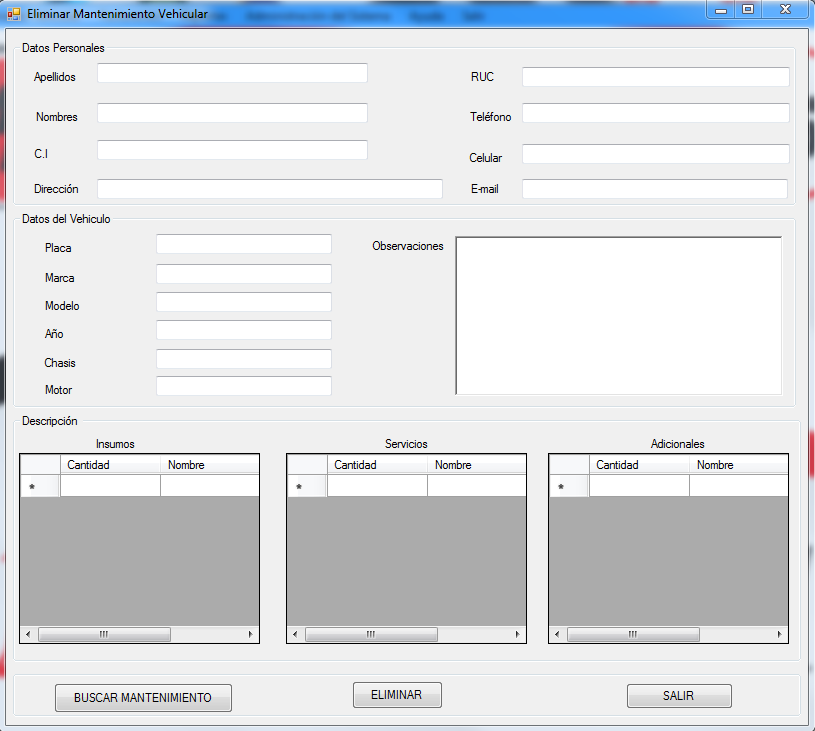 Eliminar Mantenimiento Vehicular
Datos Personales
Apellidos
RUC
Nombres
Teléfono
C.I
Celular
Dirección
E-mail
Datos del Vehiculo
Placa
Observaciones
Marca
Modelo
Año
Chasis
Motor
Descripción
Insumos
Servicios
Adicionales
Cantidad Nombre
Cantidad Nombre
Cantidad Nombre
*
*
*
BUSCAR MANTENIMIENTO
ELIMINAR
SALIR